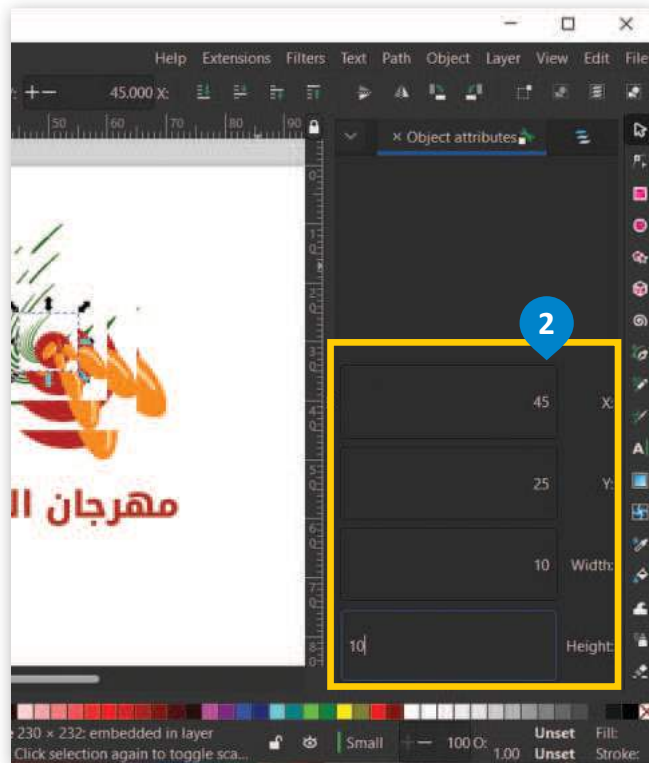 Help Extensions Filters Text Path Object Layer View Edit File
45.000 X:
50 60 70 80 90
× Object attributes
2
45 X:
25 Y:
10 Width:
10 Height:
A
مهرجان
230 × 232: embedded in layer
Click selection again to toggle sca...
Small
100 O:
1.00
Unset Fill:
Unset Stroke: